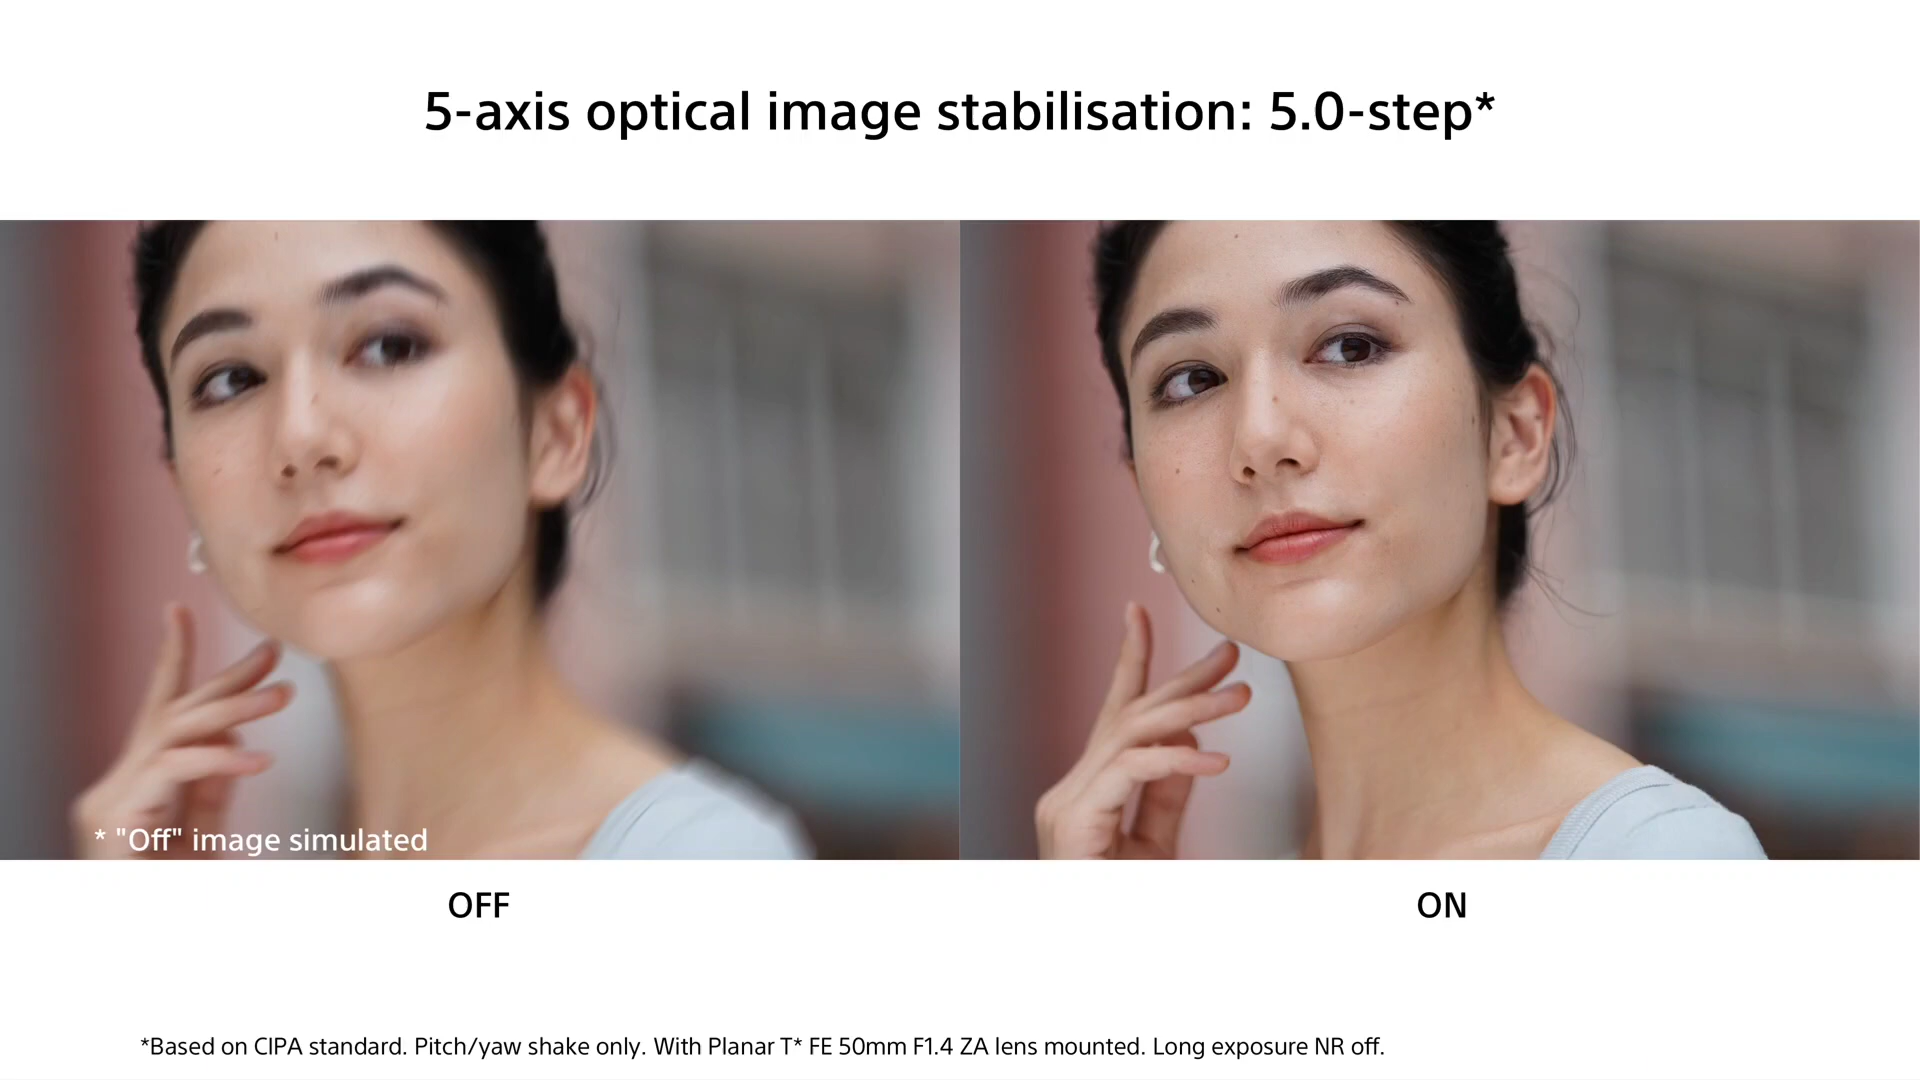 5-axis optical image stabilisation: 5.0-step*
* "Off" image simulated
OFF
ON
*Based on CIPA standard. Pitch/yaw shake only. With Planar T* FE 50mm F1.4 ZA lens mounted. Long exposure NR off.